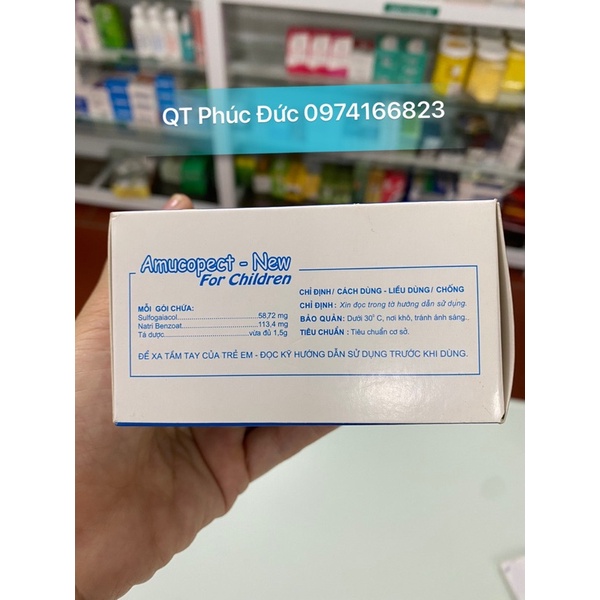 QT Phúc Đức 0974166823
Amucopect - New
For Children
MỖI GÓI CHỨA:
Sulfogaiacol..........................58,72 mg
Natri Benzoat........................113,4 mg
Tá dược..........................vừa đủ 1,5g
CHỈ ĐỊNH/ CÁCH DÙNG - LIỀU DÙNG/ CHỐNG
CHỈ ĐỊNH : Xin đọc trong tờ hướng dẫn sử dụng.
BẢO QUẢN: Dưới 30° C, nơi khô, tránh ánh sáng..
TIÊU CHUẨN : Tiêu chuẩn cơ sở.
ĐỂ XA TẦM TAY CỦA TRẺ EM - ĐỌC KỸ HƯỚNG DẪN SỬ DỤNG TRƯỚC KHI DÙNG.